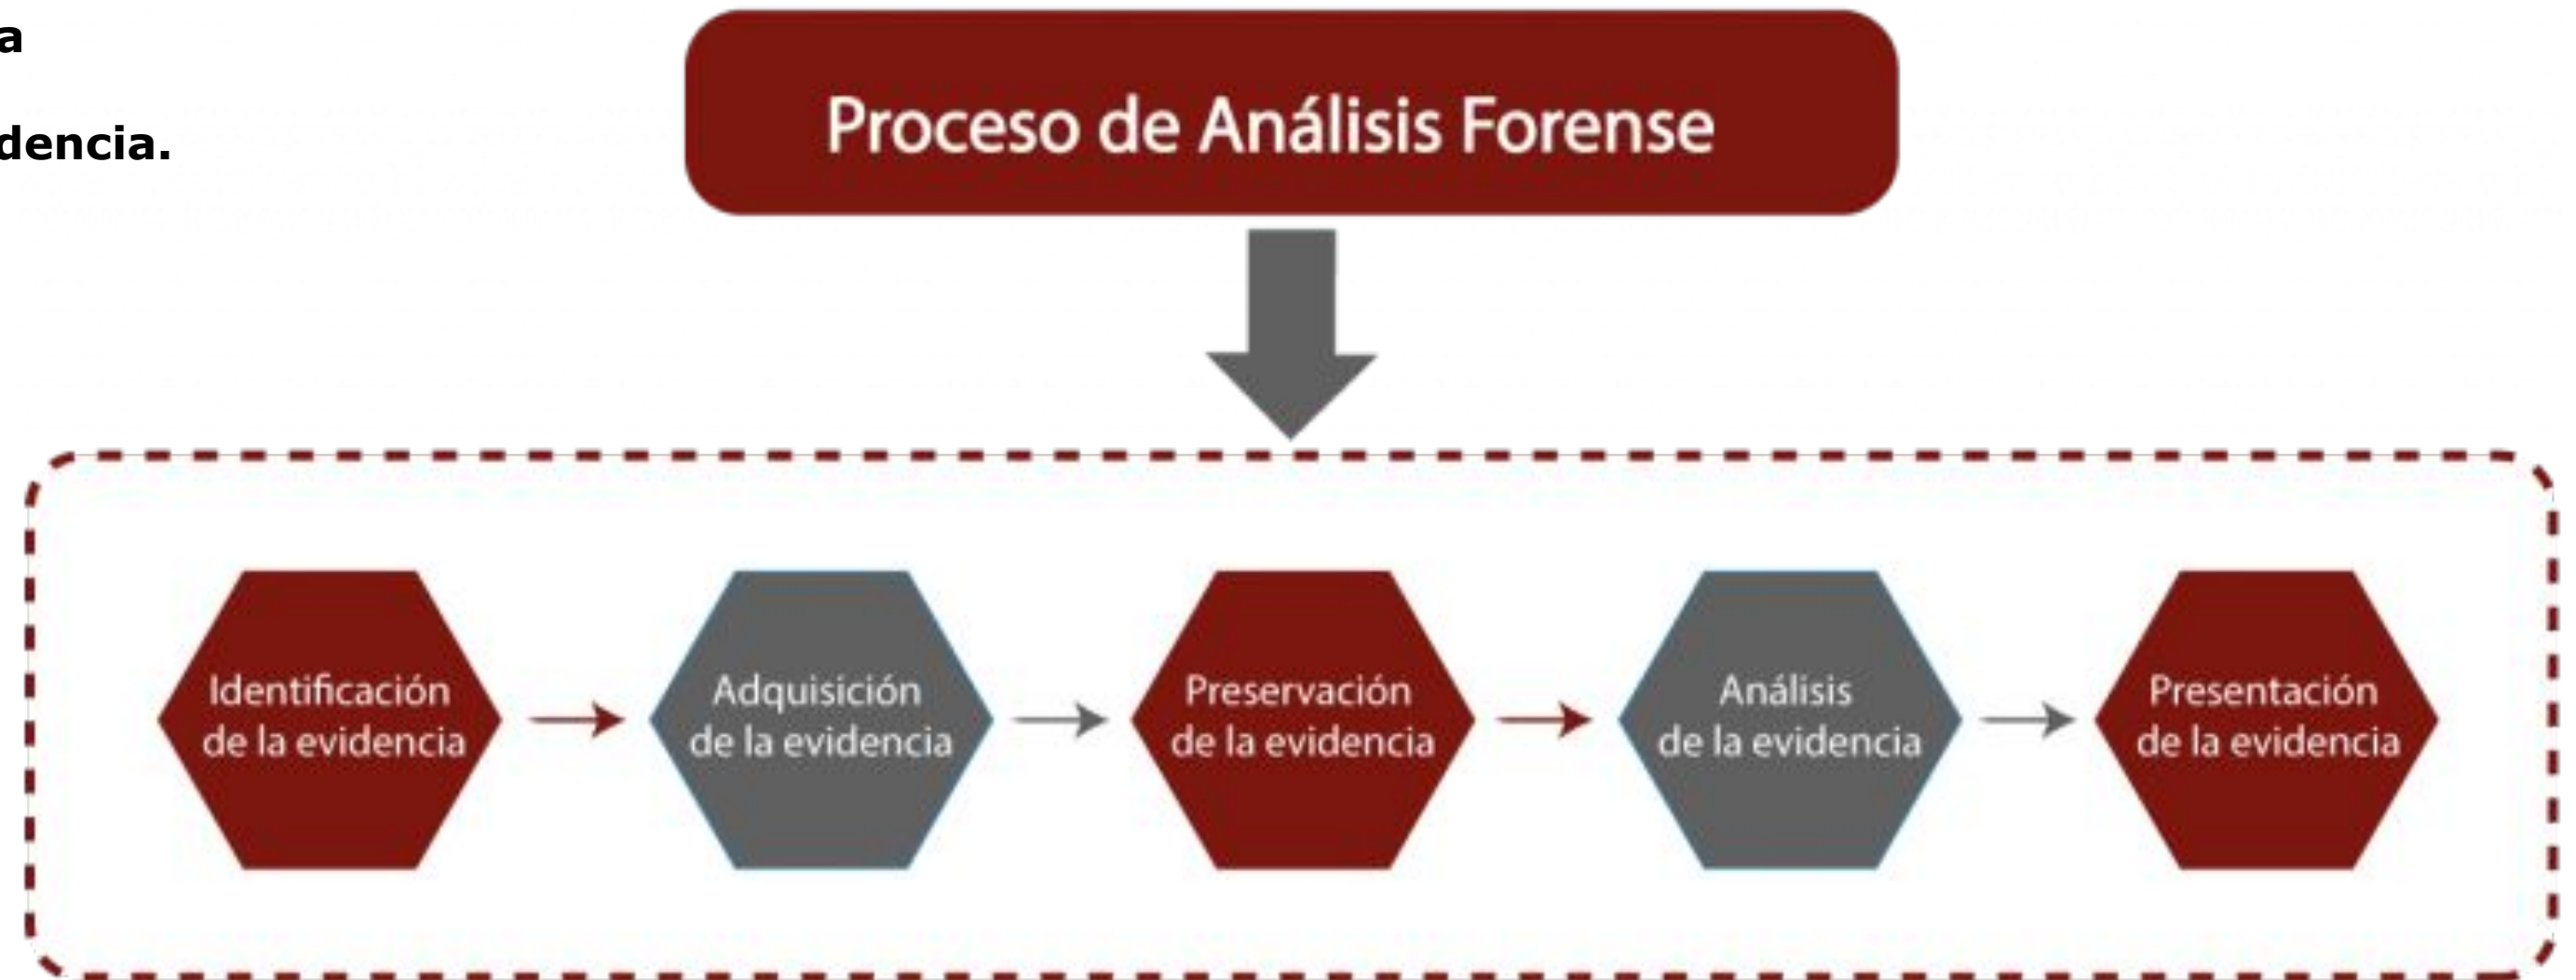 a
dencia.
Proceso de Análisis Forense
Identificación
de la evidencia
Adquisición
de la evidencia
Preservación
de la evidencia
Análisis
de la evidencia
Presentación
de la evidencia